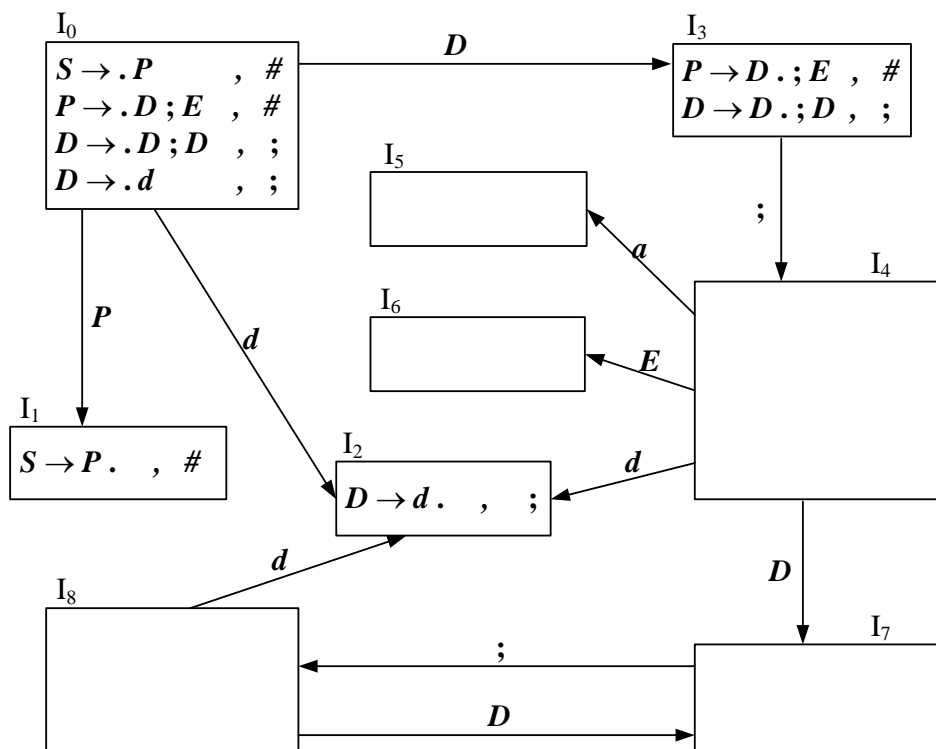 I₀
S → . P , #
P → . D ; E , #
D → . D ; D , ;
D → . d , ;
D
I₃
P → D . ; E , #
D → D . ; D , ;
I₅
;
a
I₄
P
d
I₆
E
I₁
S → P . , #
I₂
D → d . , ;
d
d
D
I₈
I₇
;
D